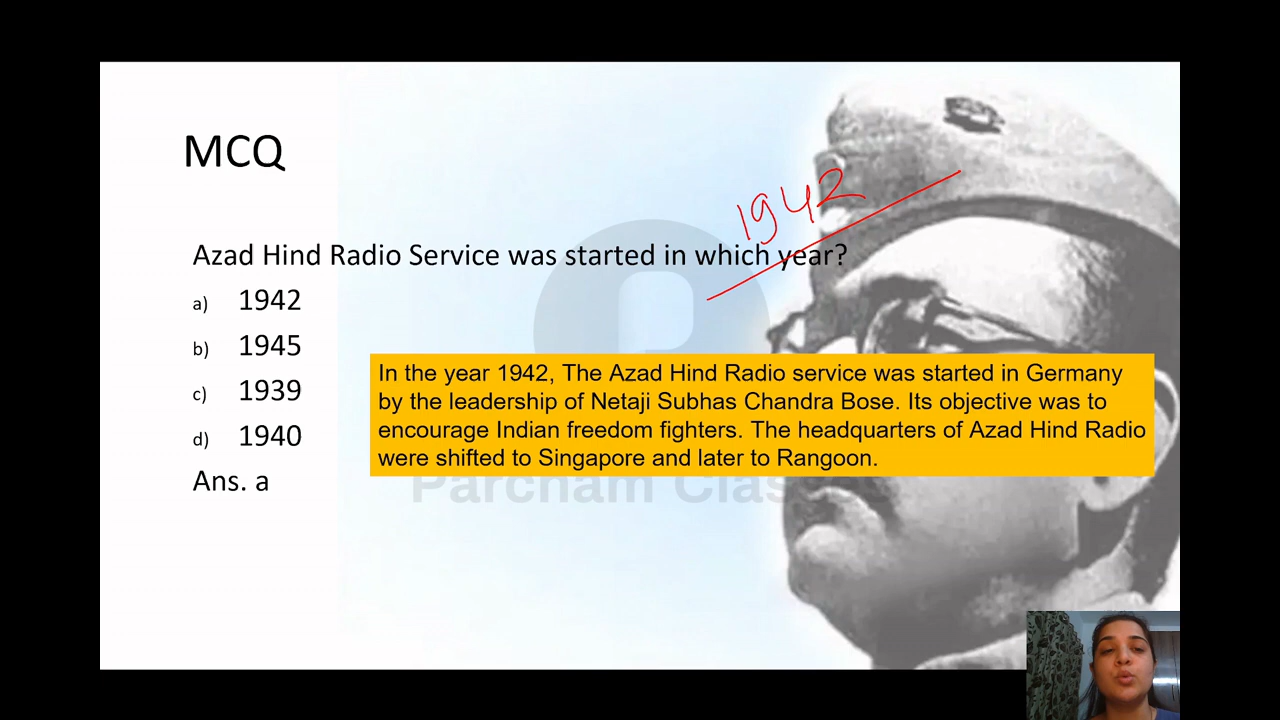 MCQ
1942
Azad Hind Radio Service was started in which year?
a) 1942
b) 1945
c) 1939
d) 1940
Ans. a
In the year 1942, The Azad Hind Radio service was started in Germany
by the leadership of Netaji Subhas Chandra Bose. Its objective was to
encourage Indian freedom fighters. The headquarters of Azad Hind Radio
were shifted to Singapore and later to Rangoon.
Parcham Clas